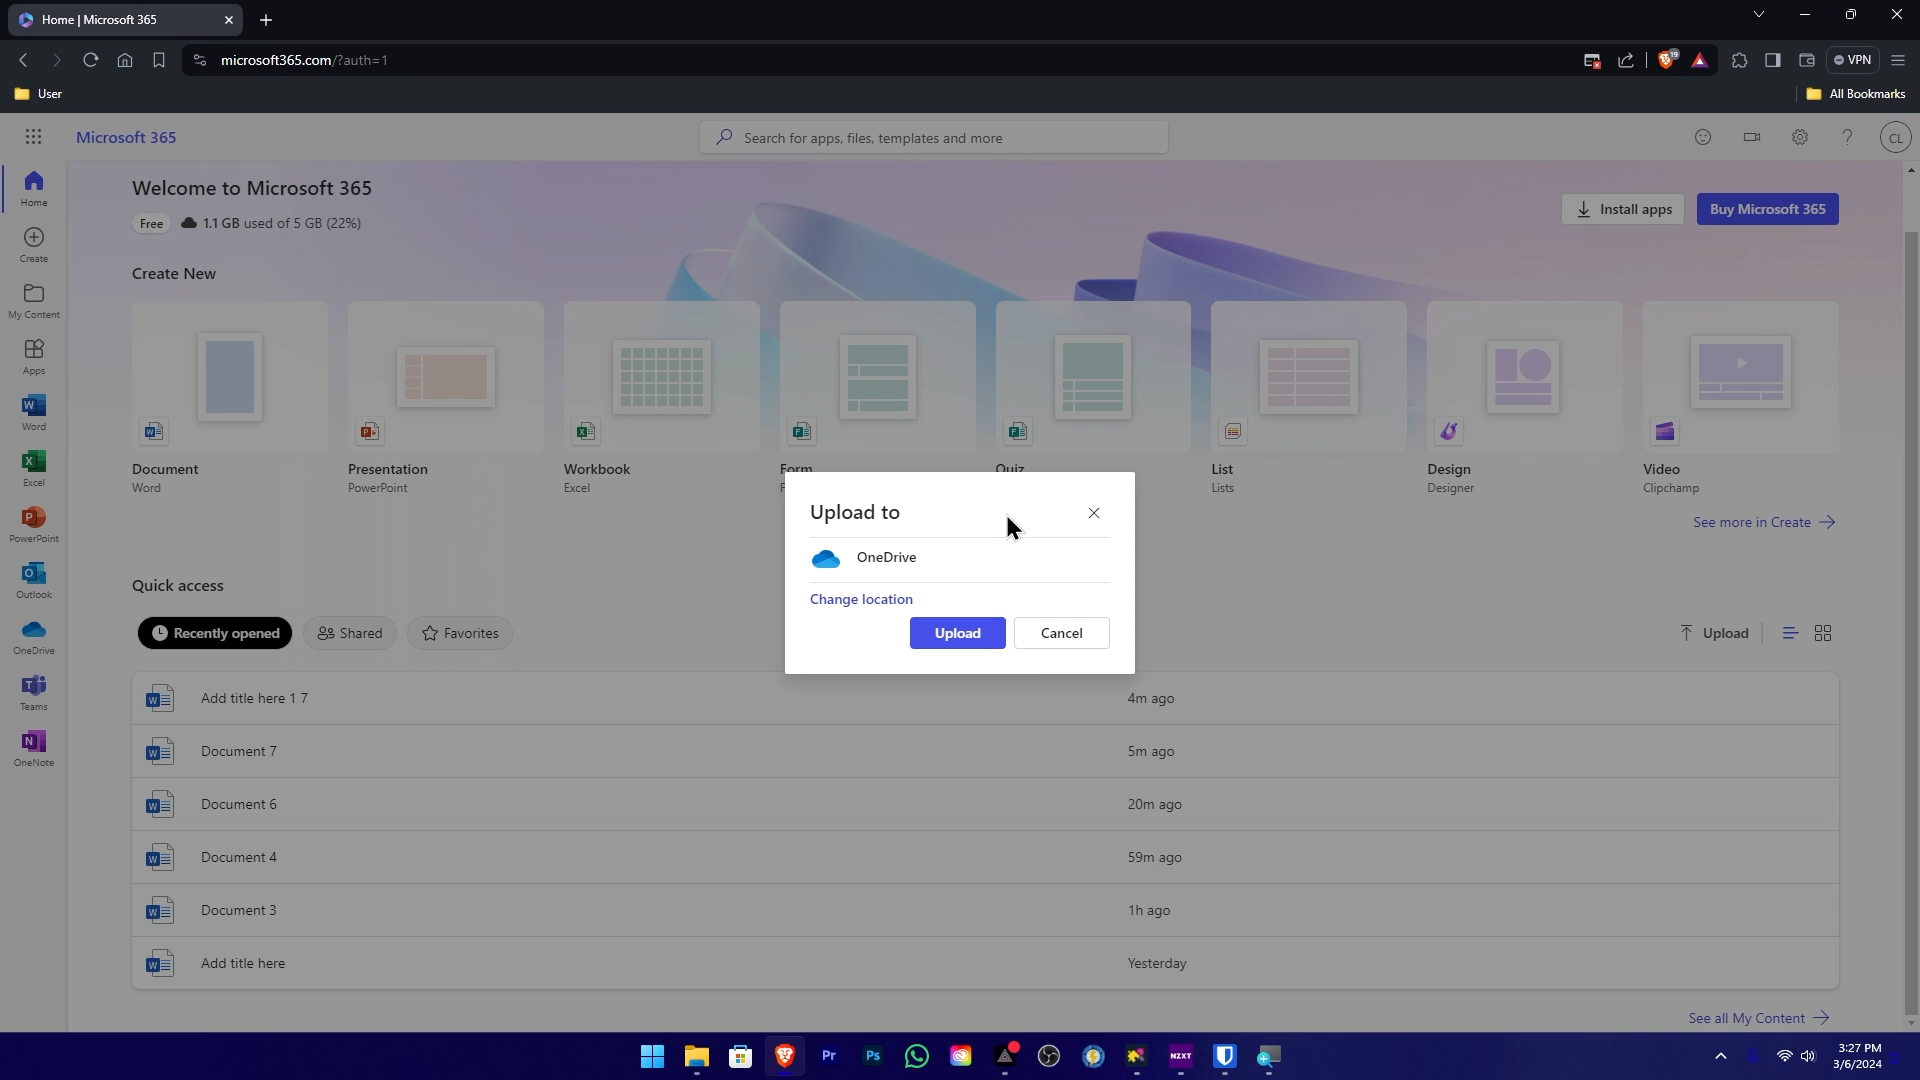 Home | Microsoft 365
microsoft365.com/?auth=1
19
VPN
User
All Bookmarks
Microsoft 365
Search for apps, files, templates and more
CL
Home
Create
My Content
Apps
Word
Excel
PowerPoint
Outlook
OneDrive
Teams
OneNote
Welcome to Microsoft 365
Free 1.1 GB used of 5 GB (22%)
Install apps
Buy Microsoft 365
Create New
Document
Word
Presentation
PowerPoint
Workbook
Excel
Form
Quiz
List
Lists
Design
Designer
Video
Clipchamp
See more in Create
Upload to
OneDrive
Change location
Upload
Cancel
Quick access
Recently opened
Shared
Favorites
Upload
Add title here 1 7
4m ago
Document 7
5m ago
Document 6
20m ago
Document 4
59m ago
Document 3
1h ago
Add title here
Yesterday
See all My Content
Pr
Ps
NZXT
3:27 PM
3/6/2024